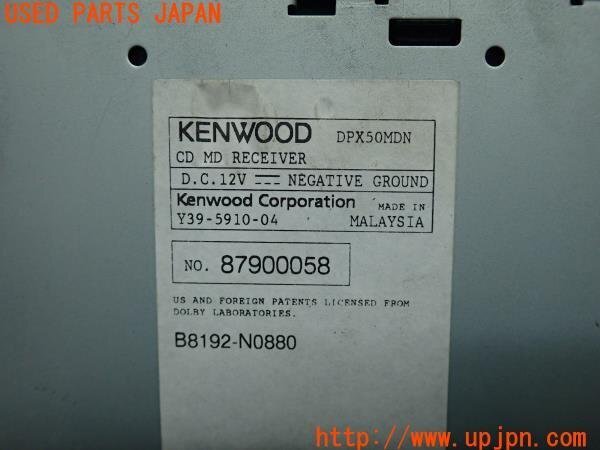 USED PARTS JAPAN
KENWOOD DPX50MDN
CD MD RECEIVER
D.C.12V NEGATIVE GROUND
Kenwood Corporation MADE IN
Y39-5910-04 MALAYSIA
NO. 87900058
US AND FOREIGN PATENTS LICENSED FROM
DOLBY LABORATORIES.
B8192-N0880
http://www.upjpn.com/